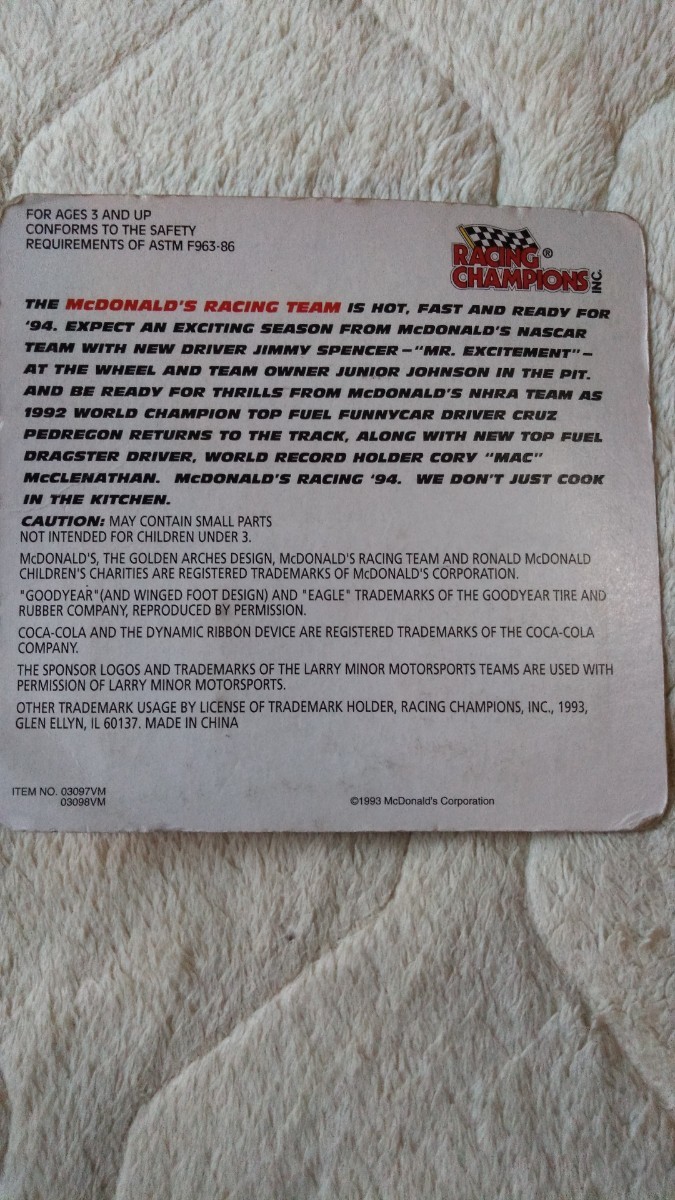 FOR AGES 3 AND UP
CONFORMS TO THE SAFETY
REQUIREMENTS OF ASTM F963-86
RACING ®
CHAMPIONS INC.
THE McDONALD'S RACING TEAM IS HOT, FAST AND READY FOR
'94. EXPECT AN EXCITING SEASON FROM McDONALD'S NASCAR
TEAM WITH NEW DRIVER JIMMY SPENCER – "MR. EXCITEMENT" –
AT THE WHEEL AND TEAM OWNER JUNIOR JOHNSON IN THE PIT.
AND BE READY FOR THRILLS FROM McDONALD'S NHRA TEAM AS
1992 WORLD CHAMPION TOP FUEL FUNNYCAR DRIVER CRUZ
PEDREGON RETURNS TO THE TRACK, ALONG WITH NEW TOP FUEL
DRAGSTER DRIVER, WORLD RECORD HOLDER CORY "MAC"
McCLENATHAN. McDONALD'S RACING '94. WE DON'T JUST COOK
IN THE KITCHEN.
CAUTION: MAY CONTAIN SMALL PARTS
NOT INTENDED FOR CHILDREN UNDER 3.
McDONALD'S, THE GOLDEN ARCHES DESIGN, McDONALD'S RACING TEAM AND RONALD McDONALD
CHILDREN'S CHARITIES ARE REGISTERED TRADEMARKS OF McDONALD'S CORPORATION.
"GOODYEAR"(AND WINGED FOOT DESIGN) AND "EAGLE" TRADEMARKS OF THE GOODYEAR TIRE AND
RUBBER COMPANY, REPRODUCED BY PERMISSION.
COCA-COLA AND THE DYNAMIC RIBBON DEVICE ARE REGISTERED TRADEMARKS OF THE COCA-COLA
COMPANY.
THE SPONSOR LOGOS AND TRADEMARKS OF THE LARRY MINOR MOTORSPORTS TEAMS ARE USED WITH
PERMISSION OF LARRY MINOR MOTORSPORTS.
OTHER TRADEMARK USAGE BY LICENSE OF TRADEMARK HOLDER, RACING CHAMPIONS, INC., 1993,
GLEN ELLYN, IL 60137. MADE IN CHINA
ITEM NO. 03097VM
03098VM
©1993 McDonald's Corporation